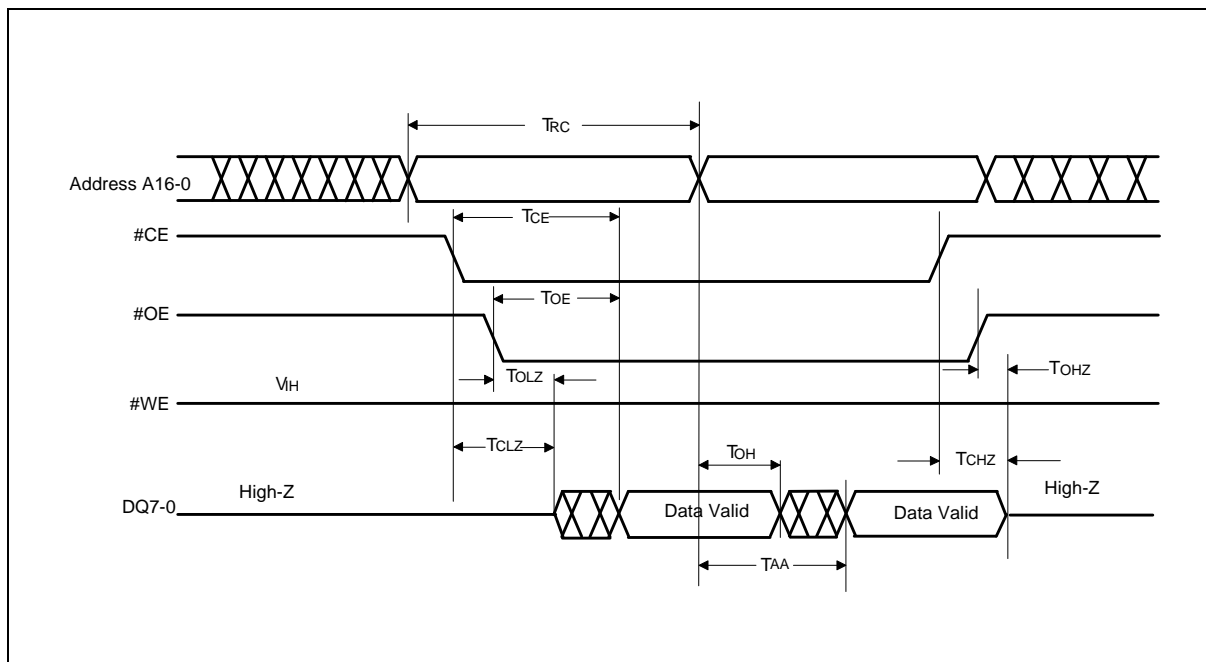 TRC
Address A16-0
TCE
#CE
TOE
#OE
TOLZ
TOHZ
VIH
#WE
TCLZ
TOH
TCHZ
High-Z
High-Z
DQ7-0
Data Valid
Data Valid
TAA